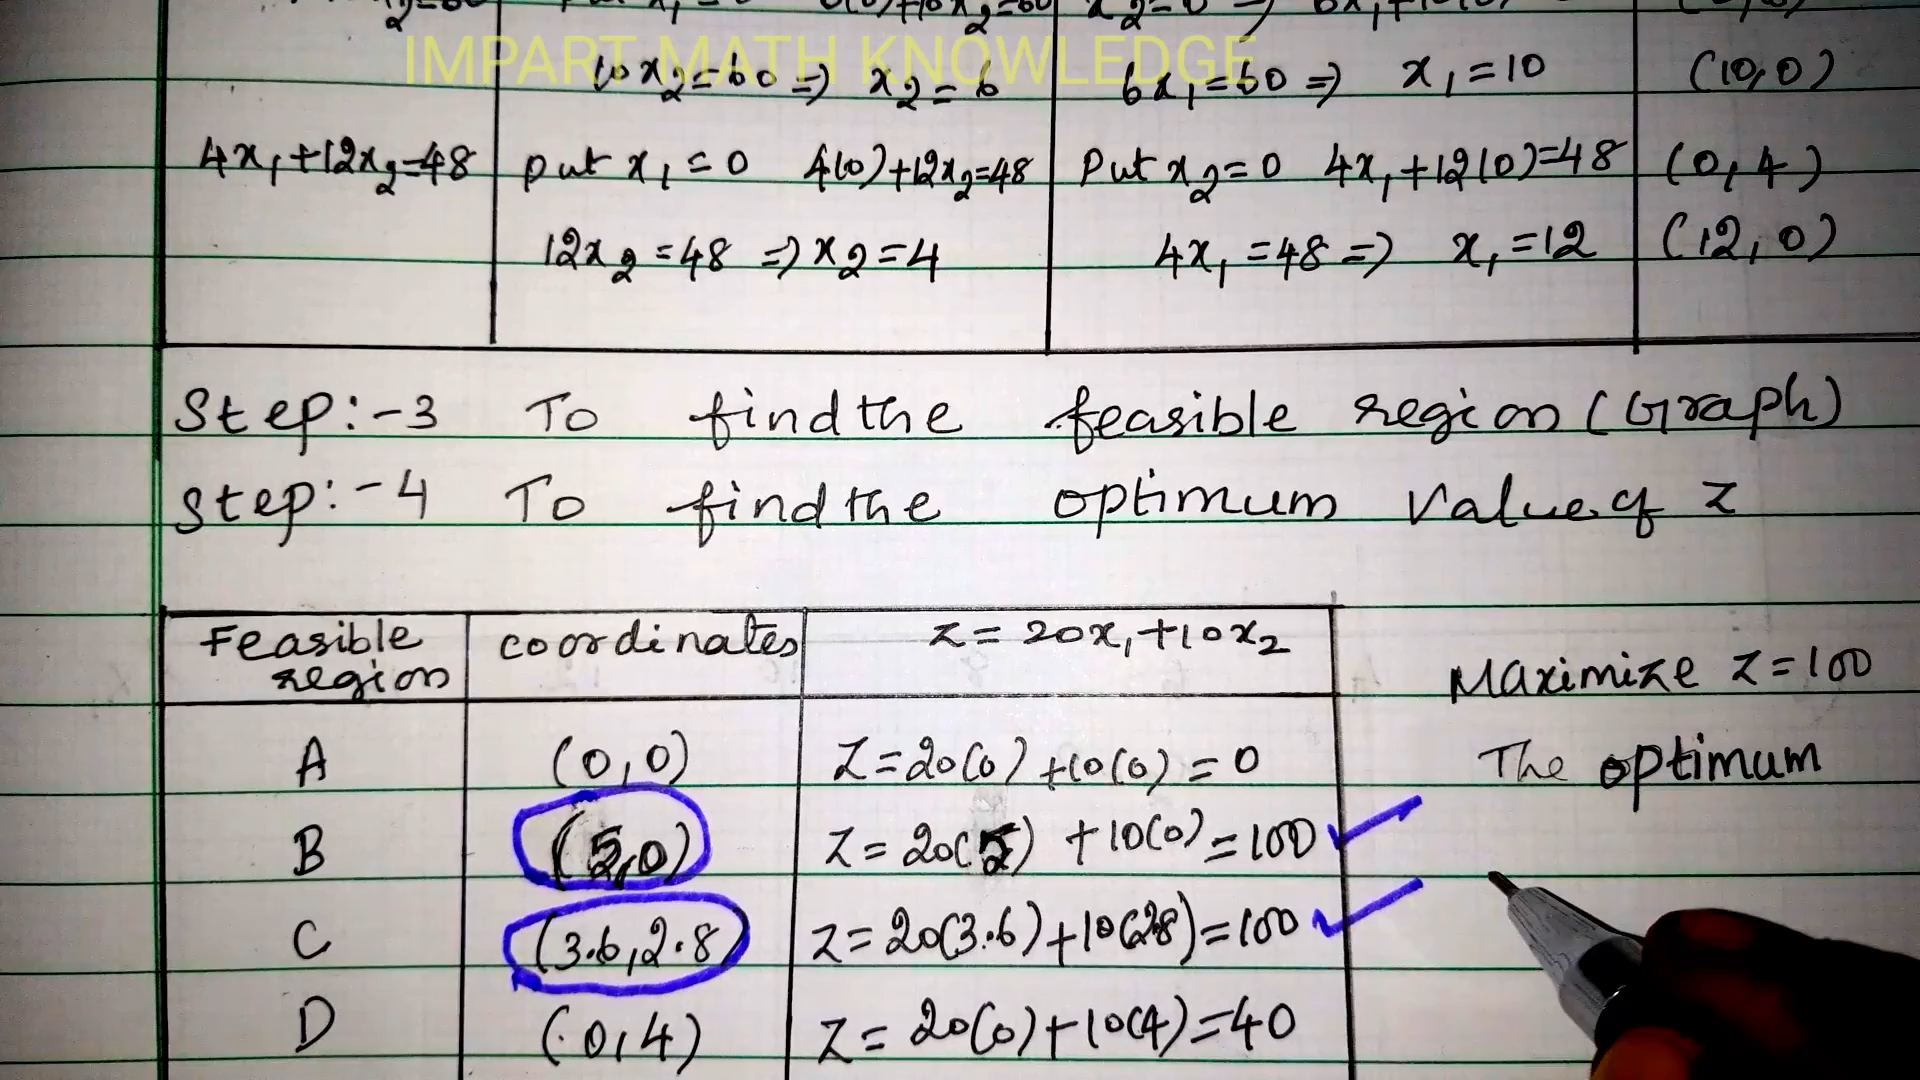 IMPART MATH KNOWLEDGE
10x2=60 => x2=6 6x1=60 => x1=10 (10,0)
4x1+12x2=48 put x1=0 4(0)+12x2=48 Put x2=0 4x1+12(0)=48 (0,4)
12x2=48 => x2=4 4x1=48 => x1=12 (12,0)
Step:-3 To find the feasible region (Graph)
Step:-4 To find the optimum value of z
Feasible region coordinates z=20x1+10x2
Maximize z=100
A (0,0) Z=20(0)+10(0)=0 The optimum
B (5,0) Z=20(5)+10(0)=100
C (3.6,2.8) Z=20(3.6)+10(2.8)=100
D (0,4) Z=20(0)+10(4)=40